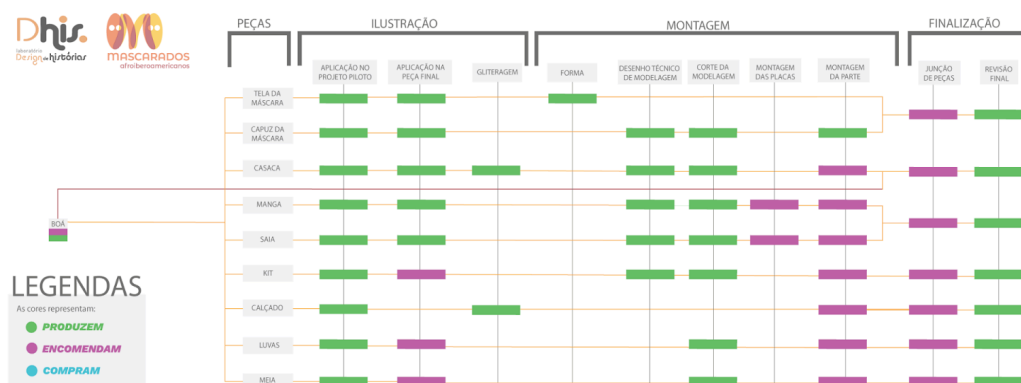 Dhis.
laboratório
Design de histórias
MASCARADOS
afroiberoamericanos
PEÇAS
ILUSTRAÇÃO
MONTAGEM
FINALIZAÇÃO
APLICAÇÃO NO
PROJETO PILOTO
APLICAÇÃO NA
PEÇA FINAL
GLITERAGEM
FORMA
DESENHO TÉCNICO
DE MODELAGEM
CORTE DA
MODELAGEM
MONTAGEM
DAS PLACAS
MONTAGEM
DA PARTE
JUNÇÃO
DE PEÇAS
REVISÃO
FINAL
TELA DA
MÁSCARA
CAPUZ DA
MÁSCARA
CASACA
MANGA
SAIA
KIT
CALÇADO
LUVAS
MEIA
BOÁ
LEGENDAS
As cores representam:
PRODUZEM
ENCOMENDAM
COMPRAM